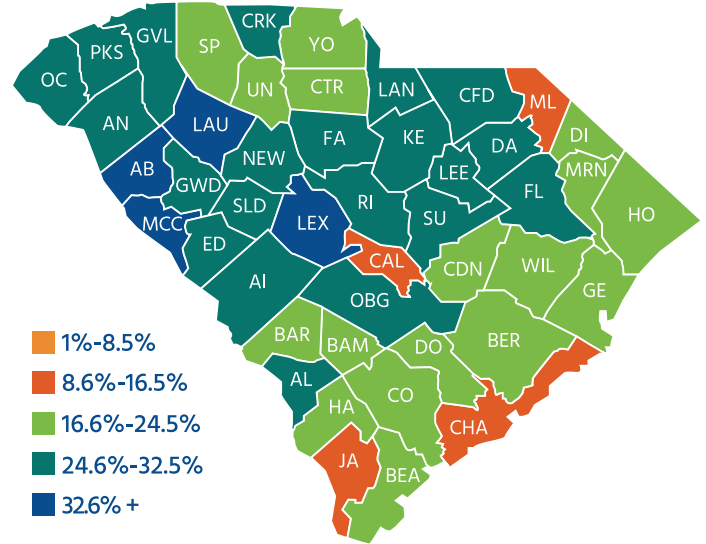 CRK
GVL
SP
YO
PKS
OC
UN
CTR
LAN
CFD
ML
AN
LAU
FA
KE
DA
DI
AB
NEW
LEE
MRN
GWD
FL
SLD
RI
SU
HO
MCC
LEX
ED
CAL
CDN
WIL
AI
OBG
GE
BAR
BAM
DO
BER
AL
CO
HA
CHA
JA
BEA
1%-8.5%
8.6%-16.5%
16.6%-24.5%
24.6%-32.5%
32.6% +